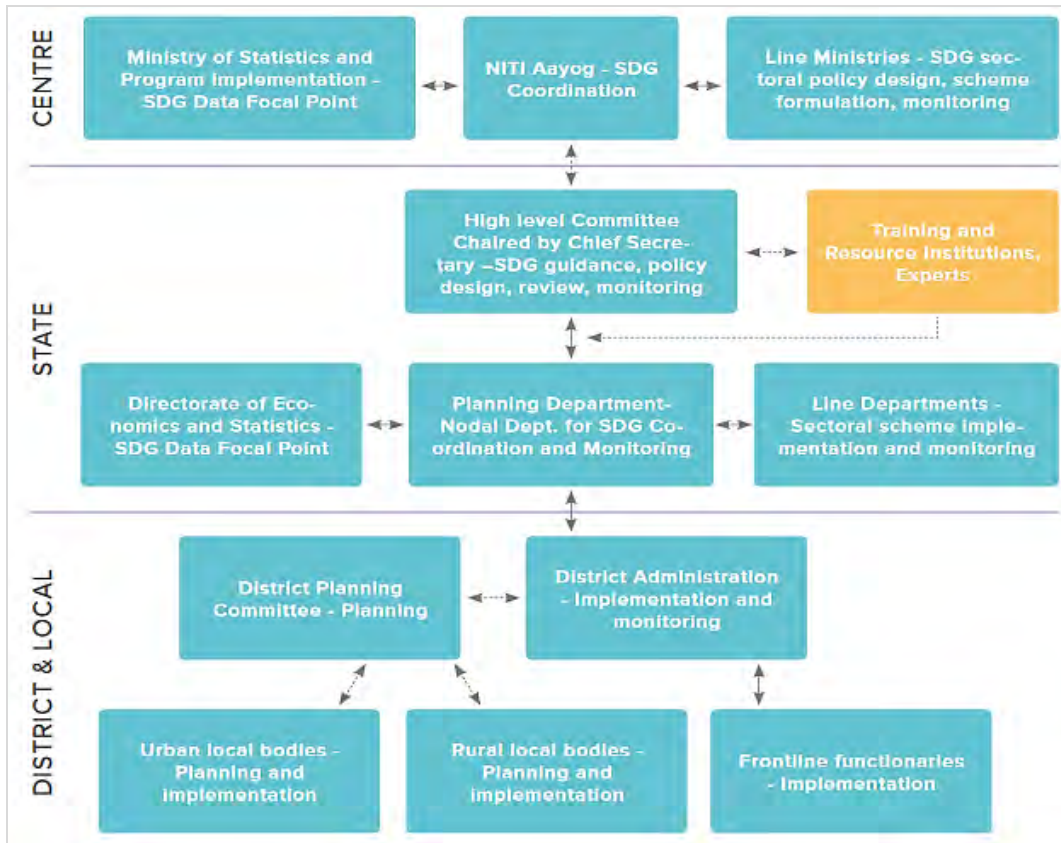 CENTRE
Ministry of Statistics and
Program Implementation –
SDG Data Focal Point
NITI Aayog - SDG
Coordination
Line Ministries - SDG sec-
toral policy design, scheme
formulation, monitoring
STATE
High level Committee
Chaired by Chief Secre-
tary –SDG guidance, policy
design, review, monitoring
Training and
Resource Institutions,
Experts
Directorate of Eco-
nomics and Statistics -
SDG Data Focal Point
Planning Department-
Nodal Dept. for SDG Co-
ordination and Monitoring
Line Departments -
Sectoral scheme imple-
mentation and monitoring
DISTRICT & LOCAL
District Planning
Committee - Planning
District Administration
- Implementation and
monitoring
Urban local bodies -
Planning and
implementation
Rural local bodies -
Planning and
implementation
Frontline functionaries
- Implementation